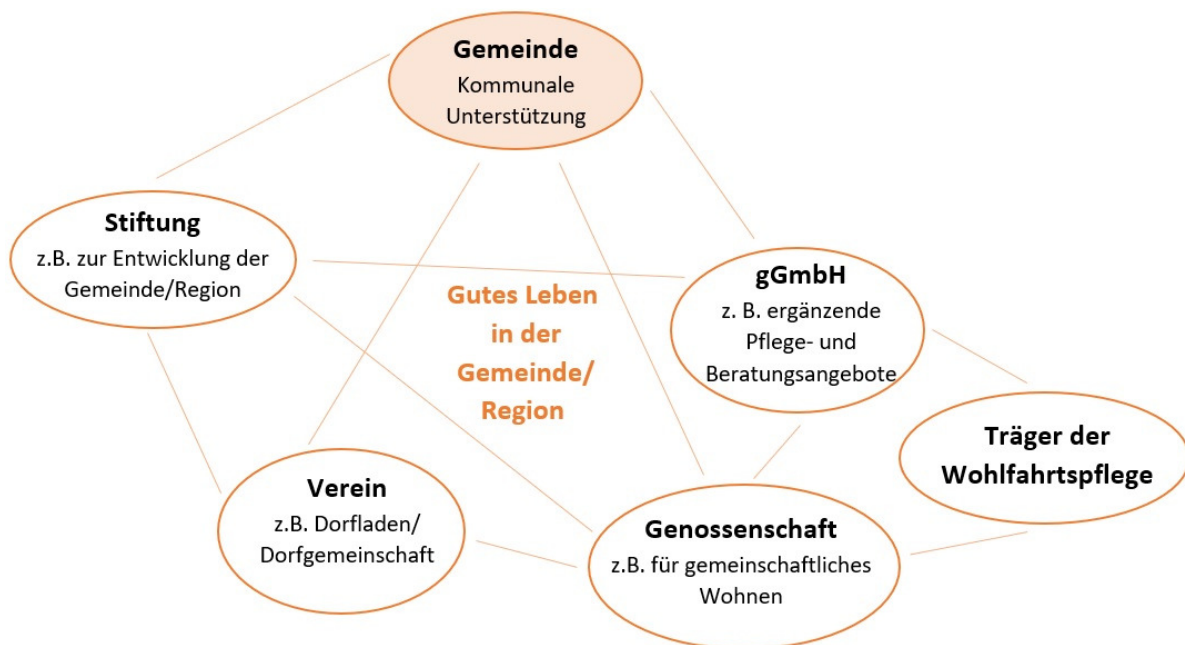 Gemeinde
Kommunale
Unterstützung
Stiftung
z.B. zur Entwicklung der
Gemeinde/Region
gGmbH
z. B. ergänzende
Pflege- und
Beratungsangebote
Gutes Leben
in der
Gemeinde/
Region
Träger der
Wohlfahrtspflege
Verein
z.B. Dorfladen/
Dorfgemeinschaft
Genossenschaft
z.B. für gemeinschaftliches
Wohnen